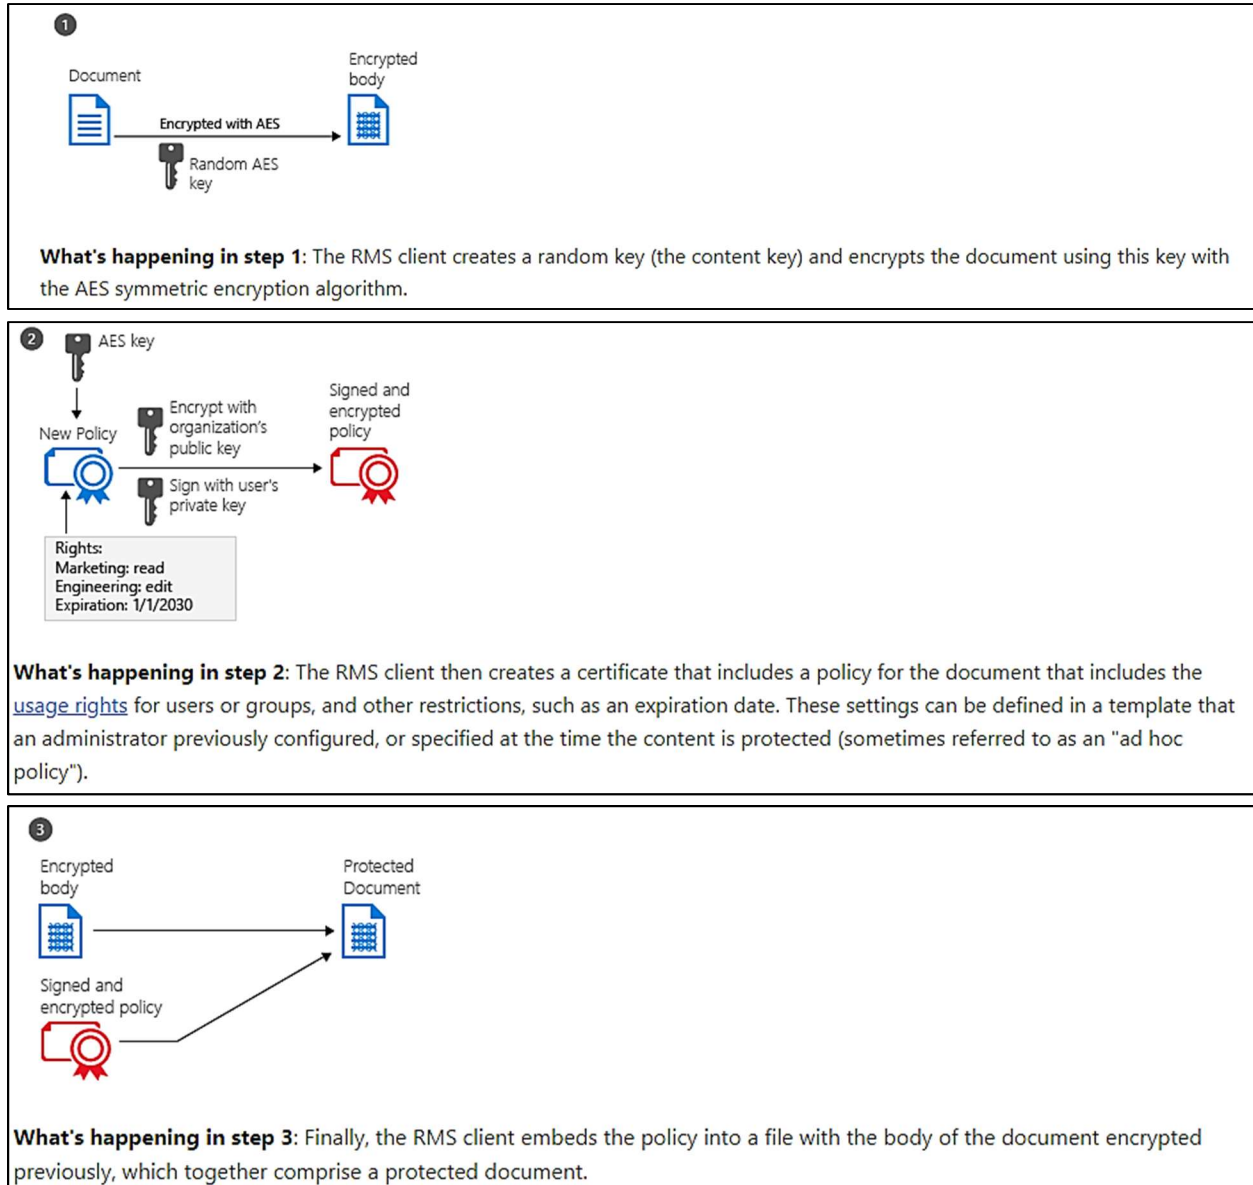 1
Document
Encrypted
body
Encrypted with AES
Random AES
key
What's happening in step 1: The RMS client creates a random key (the content key) and encrypts the document using this key with
the AES symmetric encryption algorithm.
2
AES key
New Policy
Encrypt with
organization's
public key
Sign with user's
private key
Signed and
encrypted
policy
Rights:
Marketing: read
Engineering: edit
Expiration: 1/1/2030
What's happening in step 2: The RMS client then creates a certificate that includes a policy for the document that includes the
usage rights for users or groups, and other restrictions, such as an expiration date. These settings can be defined in a template that
an administrator previously configured, or specified at the time the content is protected (sometimes referred to as an "ad hoc
policy").
3
Encrypted
body
Protected
Document
Signed and
encrypted policy
What's happening in step 3: Finally, the RMS client embeds the policy into a file with the body of the document encrypted
previously, which together comprise a protected document.